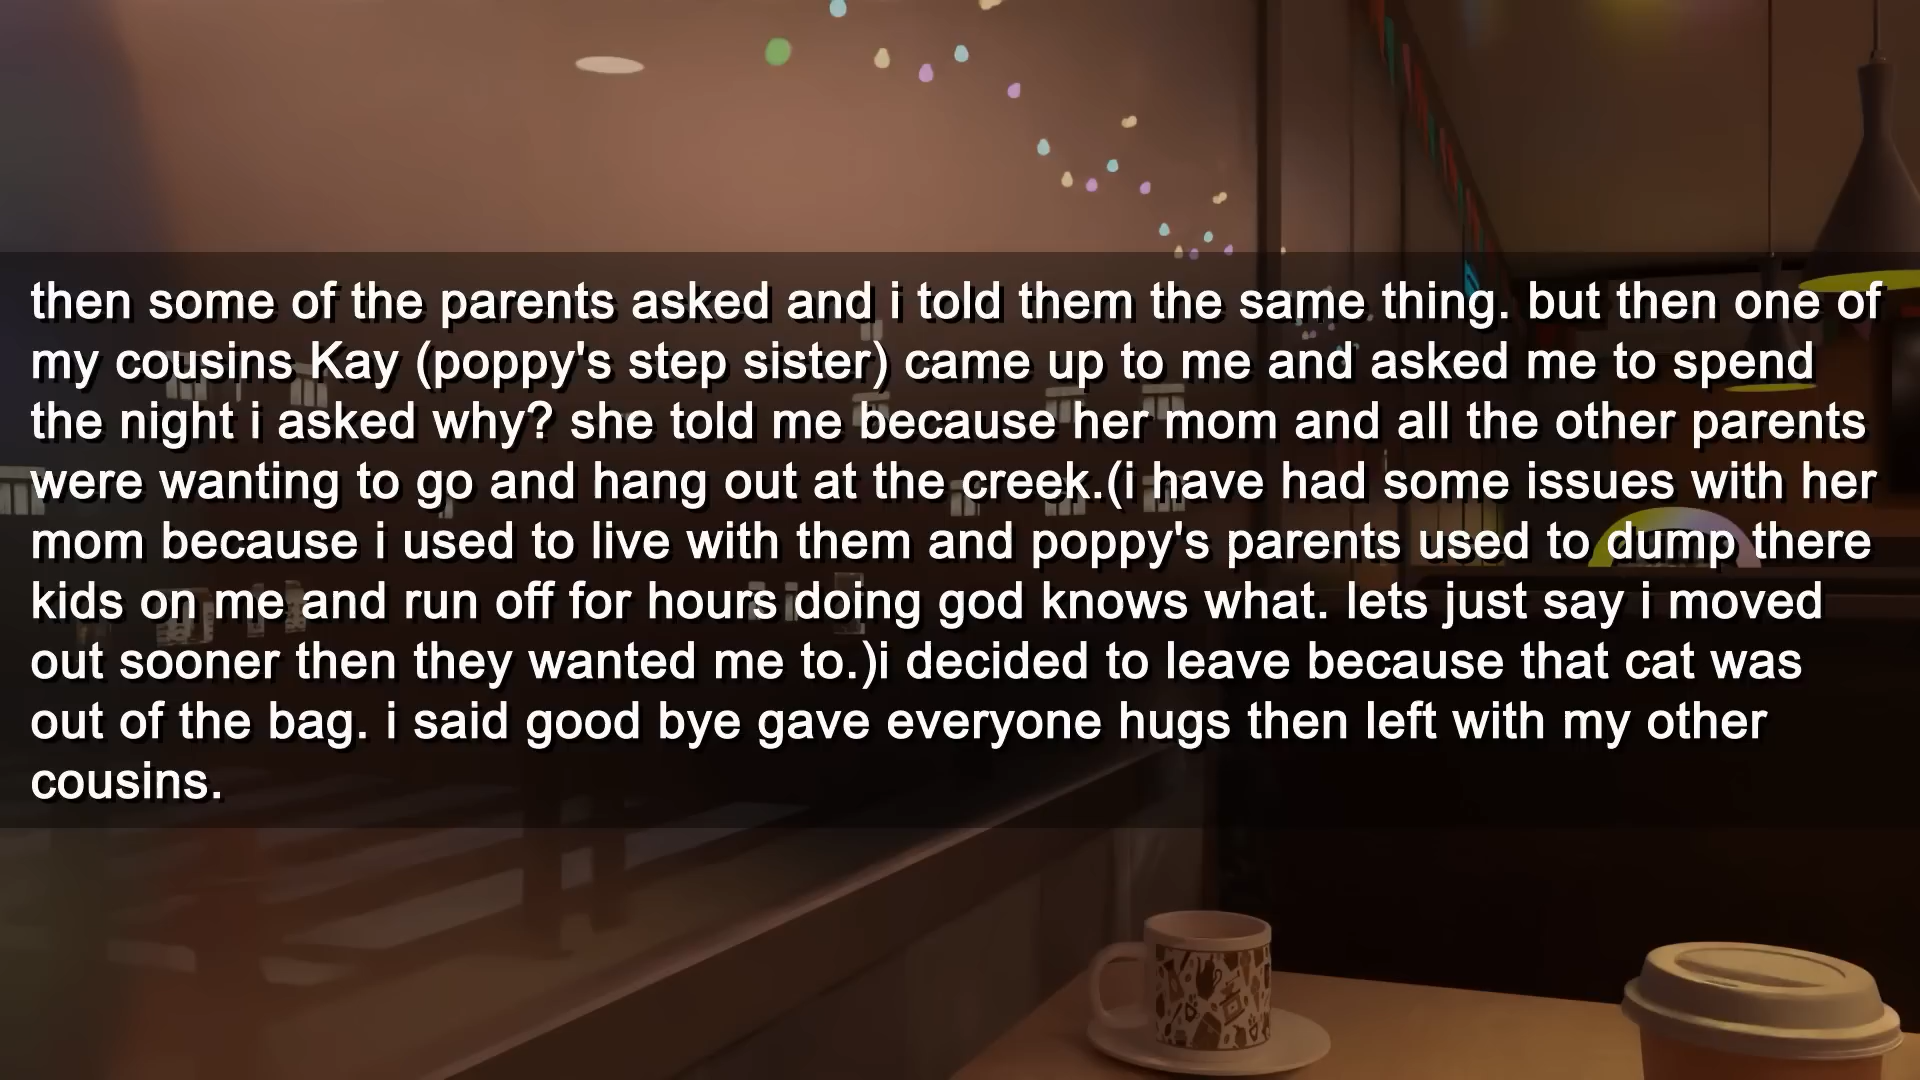 then some of the parents asked and i told them the same thing. but then one of
my cousins Kay (poppy's step sister) came up to me and asked me to spend
the night i asked why? she told me because her mom and all the other parents
were wanting to go and hang out at the creek.(i have had some issues with her
mom because i used to live with them and poppy's parents used to dump there
kids on me and run off for hours doing god knows what. lets just say i moved
out sooner then they wanted me to.)i decided to leave because that cat was
out of the bag. i said good bye gave everyone hugs then left with my other
cousins.